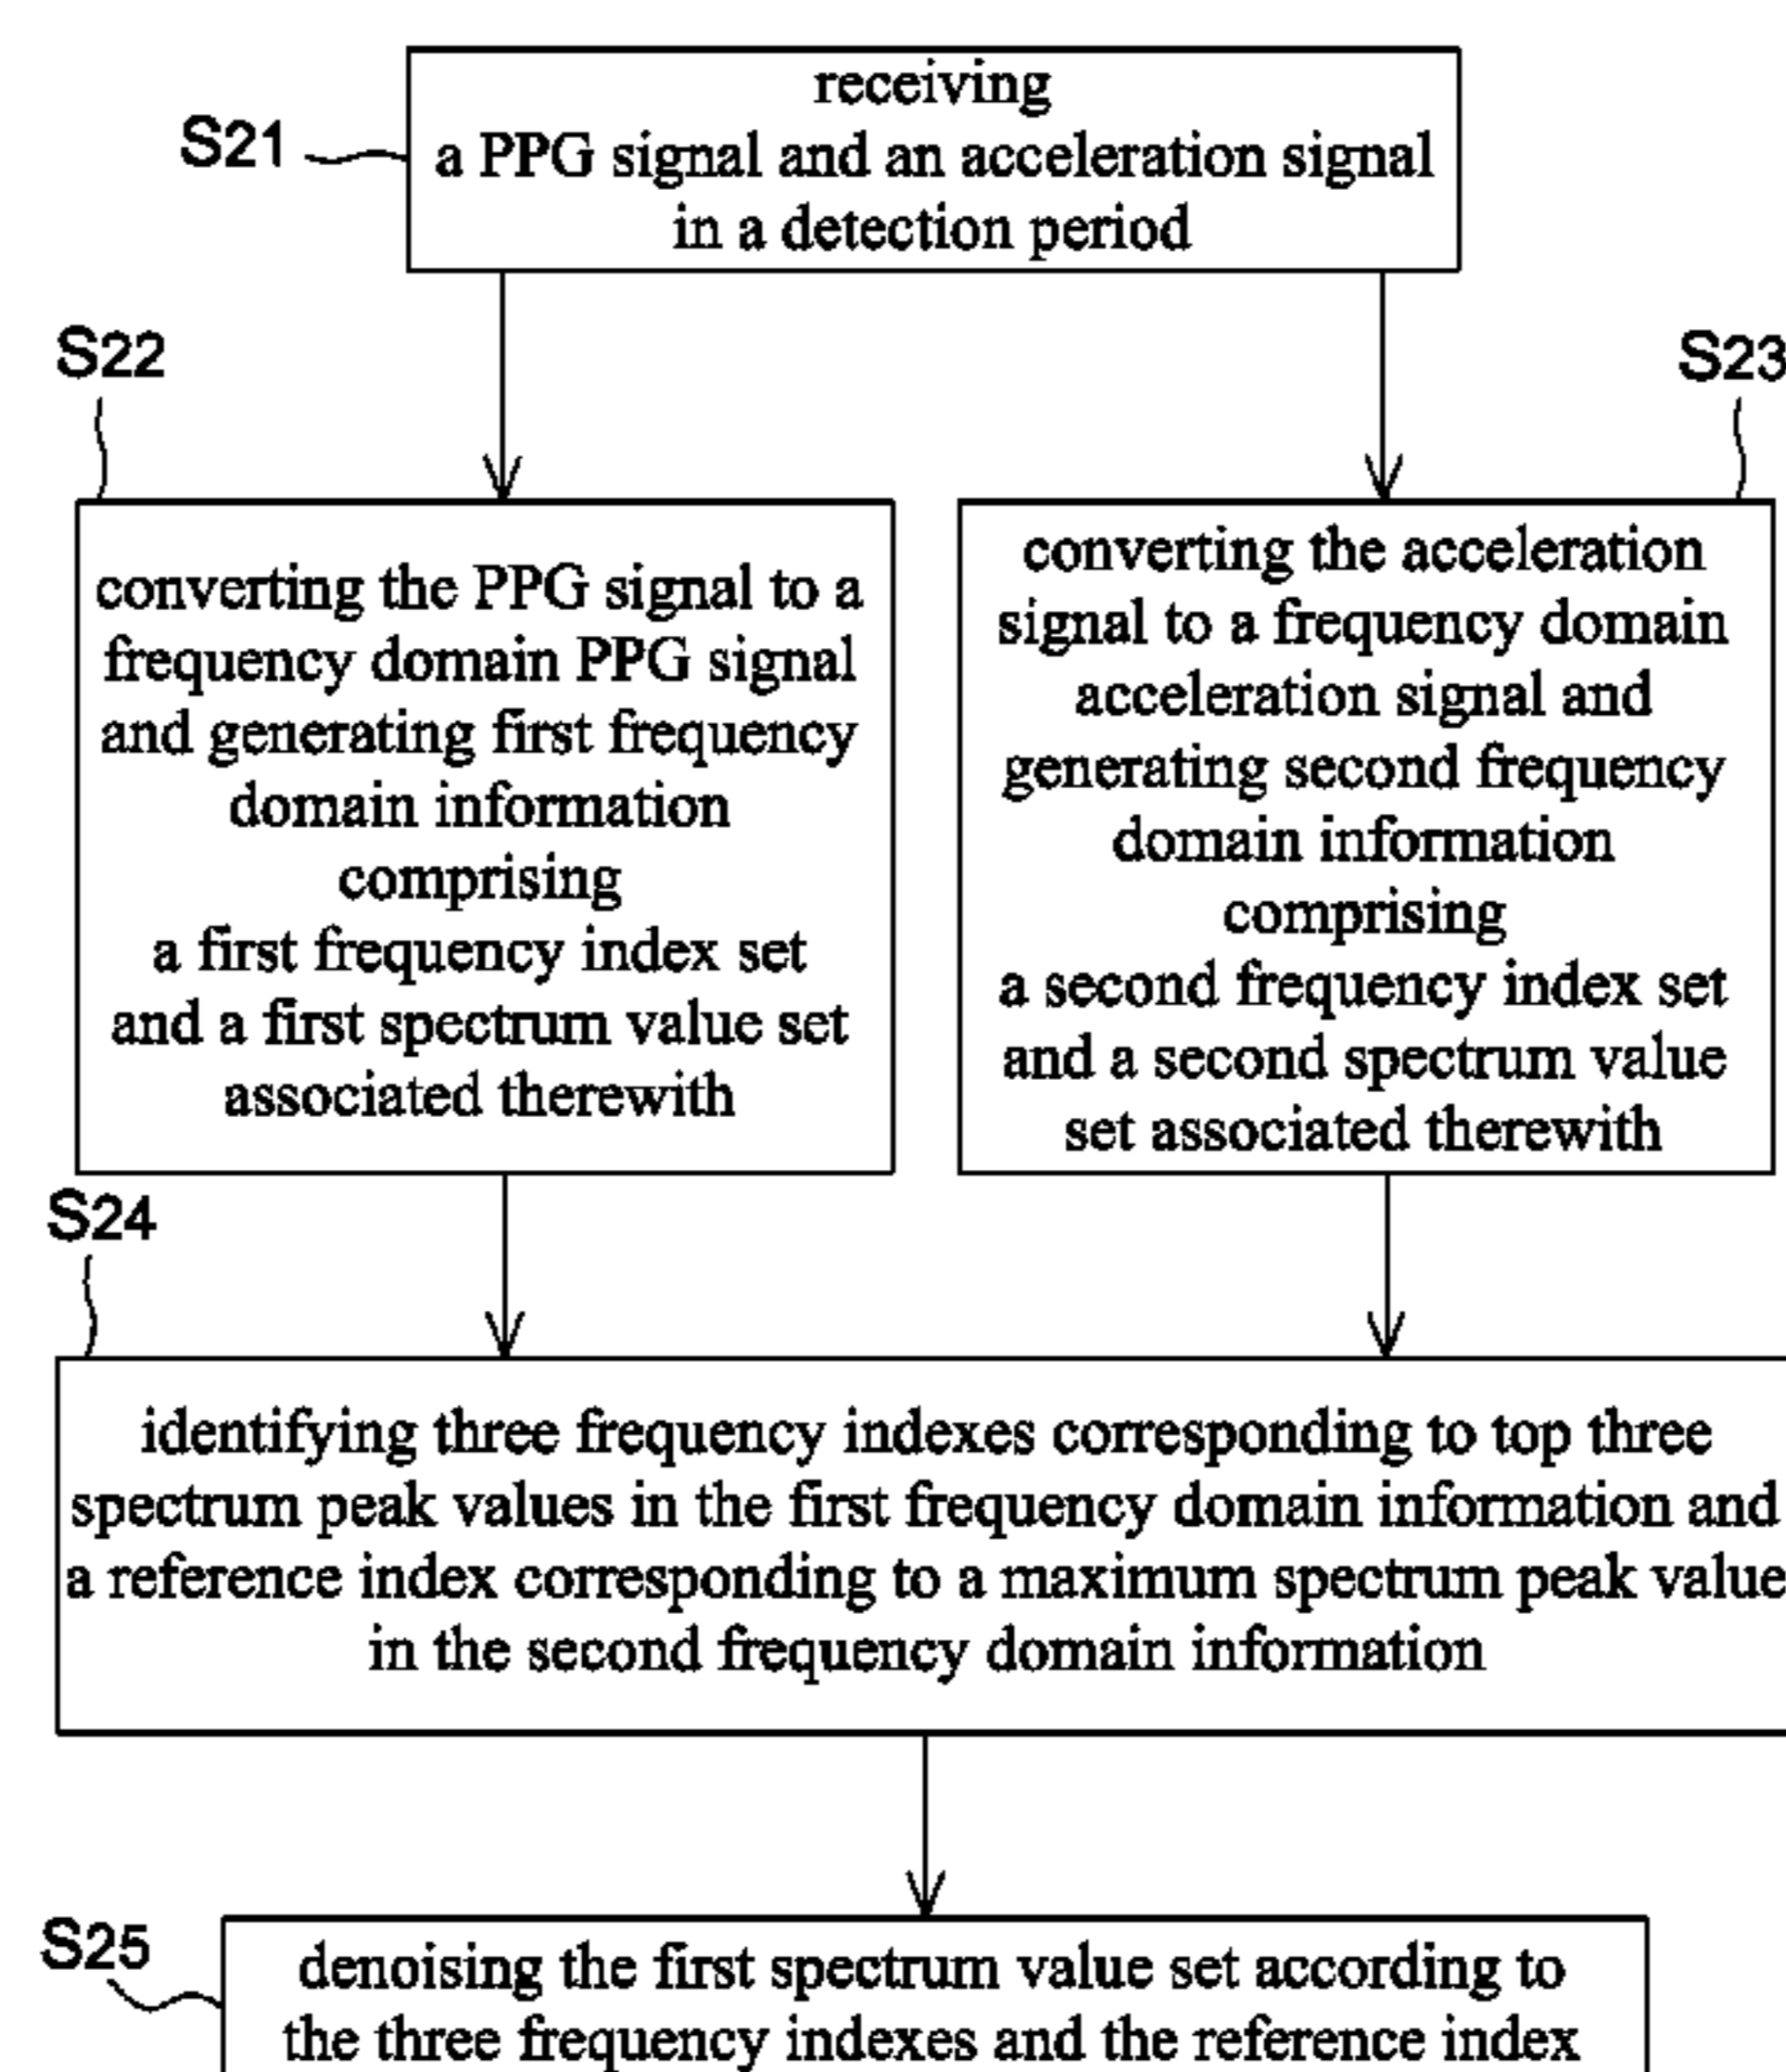 S21
receiving
a PPG signal and an acceleration signal
in a detection period
S22
converting the PPG signal to a
frequency domain PPG signal
and generating first frequency
domain information
comprising
a first frequency index set
and a first spectrum value set
associated therewith
S23
converting the acceleration
signal to a frequency domain
acceleration signal and
generating second frequency
domain information
comprising
a second frequency index set
and a second spectrum value
set associated therewith
S24
identifying three frequency indexes corresponding to top three
spectrum peak values in the first frequency domain information and
a reference index corresponding to a maximum spectrum peak value
in the second frequency domain information
S25
denoising the first spectrum value set according to
the three frequency indexes and the reference index